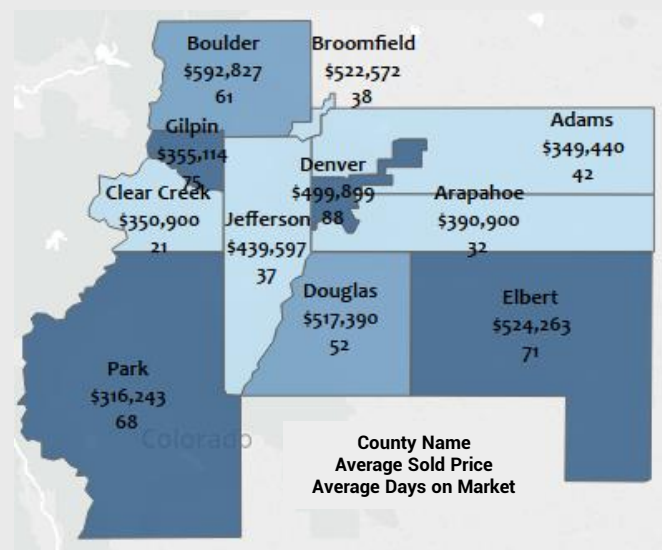 Boulder
$592,827
61
Broomfield
$522,572
38
Gilpin
$355,114
75
Adams
$349,440
42
Denver
$499,899
88
Clear Creek
$350,900
21
Jefferson
$439,597
37
Arapahoe
$390,900
32
Douglas
$517,390
52
Elbert
$524,263
71
Park
$316,243
68
Colorado
County Name
Average Sold Price
Average Days on Market